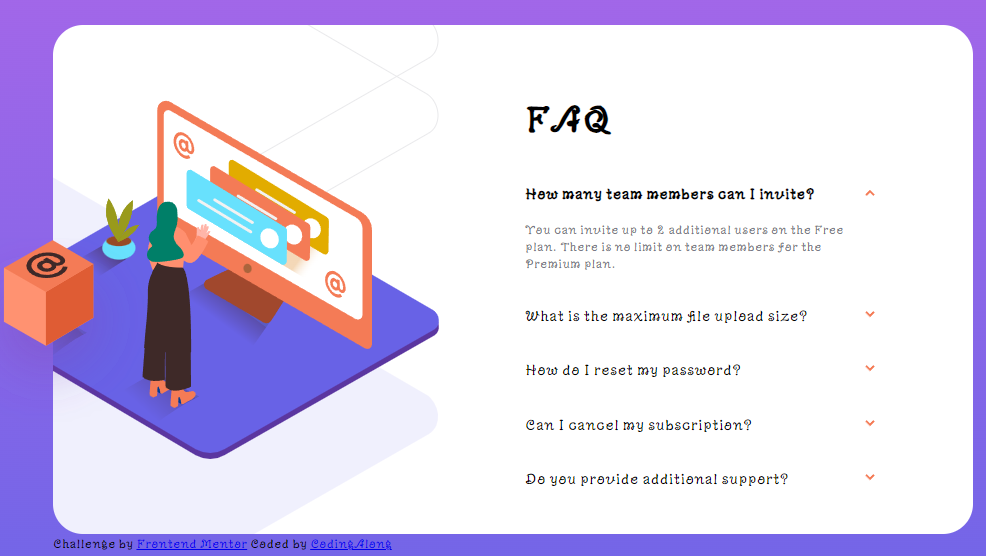 FAQ
How many team members can I invite?
You can invite up to 2 additional users on the Free
plan. There is no limit on team members for the
Premium plan.
What is the maximum file upload size?
How do I reset my password?
Can I cancel my subscription?
Do you provide additional support?
@
@
@
Challenge by Frontend Mentor Coded by CodingAlong